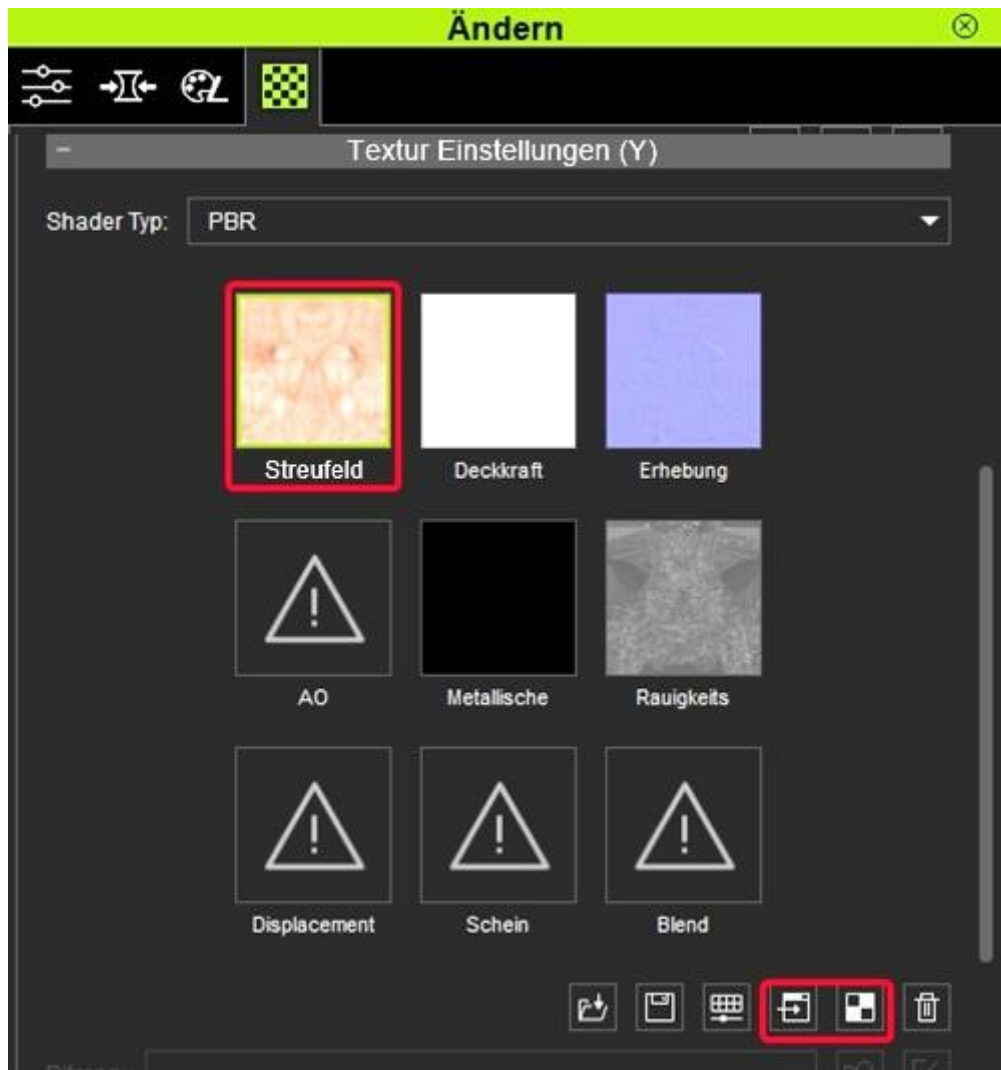 Ändern
Textur Einstellungen (Y)
Shader Typ: PBR
Streufeld Deckkraft Erhebung
AO Metallische Rauigkeits
Displacement Schein Blend